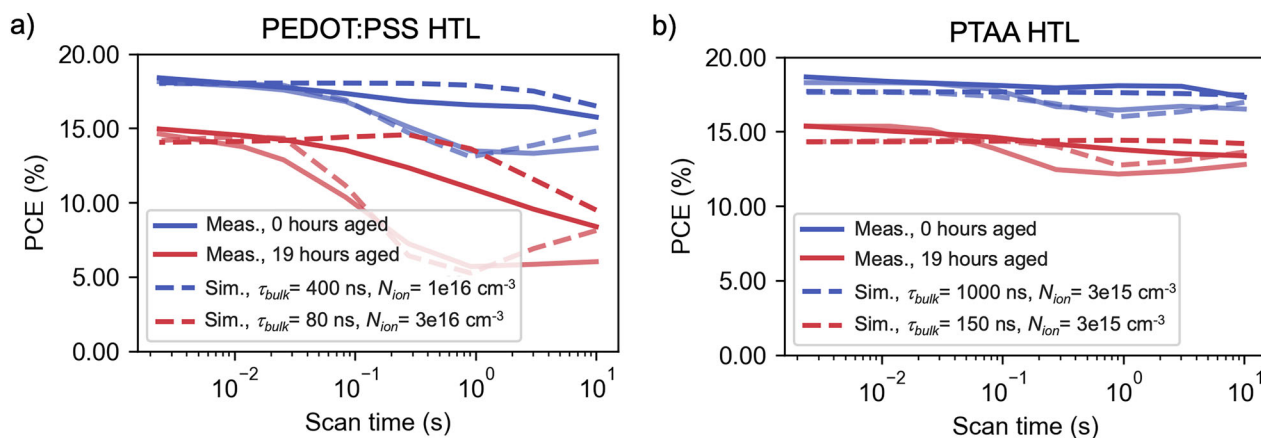 a)
PEDOT:PSS HTL
20.00
15.00
10.00
5.00
0.00
PCE (%)
Meas., 0 hours aged
Meas., 19 hours aged
Sim., τbulk= 400 ns, Nion= 1e16 cm-3
Sim., τbulk= 80 ns, Nion= 3e16 cm-3
10−2 10−1 100 101
Scan time (s)
b)
PTAA HTL
20.00
15.00
10.00
5.00
0.00
PCE (%)
Meas., 0 hours aged
Meas., 19 hours aged
Sim., τbulk= 1000 ns, Nion= 3e15 cm-3
Sim., τbulk= 150 ns, Nion= 3e15 cm-3
10−2 10−1 100 101
Scan time (s)